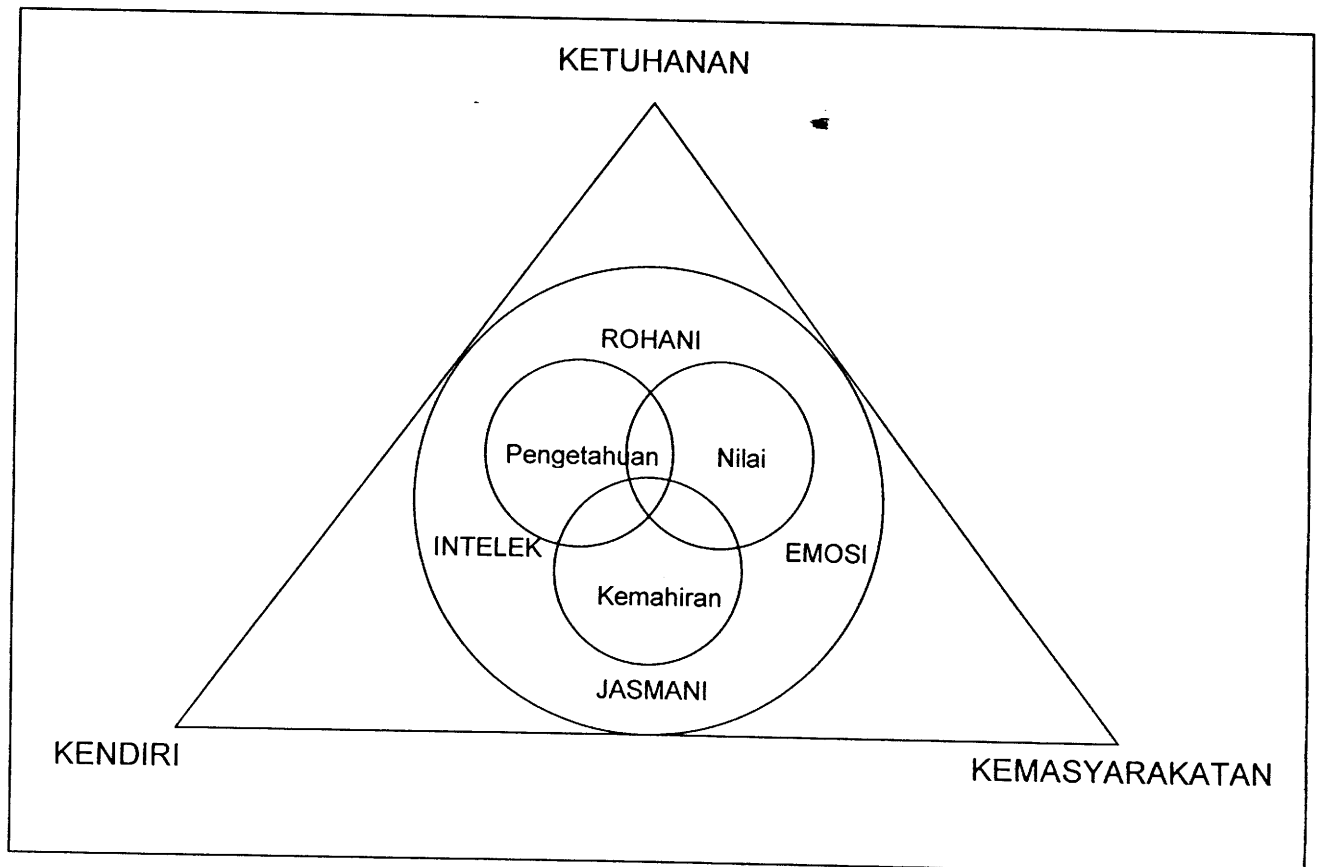 KETUHANAN
ROHANI
Pengetahuan
Nilai
INTELEK
EMOSI
Kemahiran
JASMANI
KENDIRI
KEMASYARAKATAN